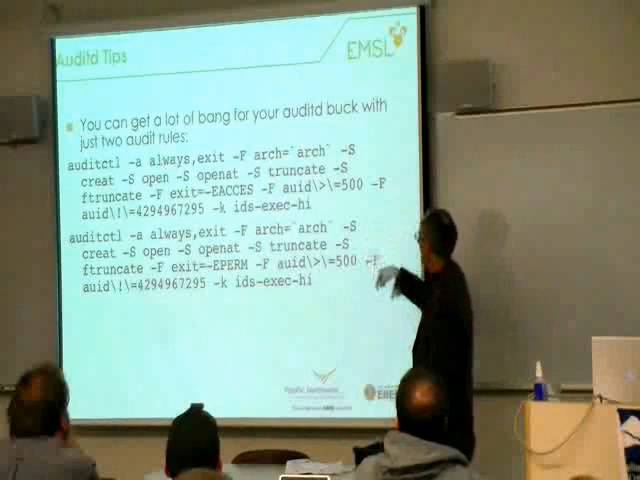 Auditd Tips
EMSL
You can get a lot of bang for your auditd buck with
just two audit rules:
auditctl -a always,exit -F arch=`arch` -S
creat -S open -S openat -S truncate -S
ftruncate -F exit=-EACCES -F auid\>\=500 -F
auid\!\=4294967295 -k ids-exec-hi
auditctl -a always,exit -F arch=`arch` -S
creat -S open -S openat -S truncate -S
ftruncate -F exit=-EPERM -F auid\>\=500 -F
auid\!\=4294967295 -k ids-exec-hi
Pacific Northwest